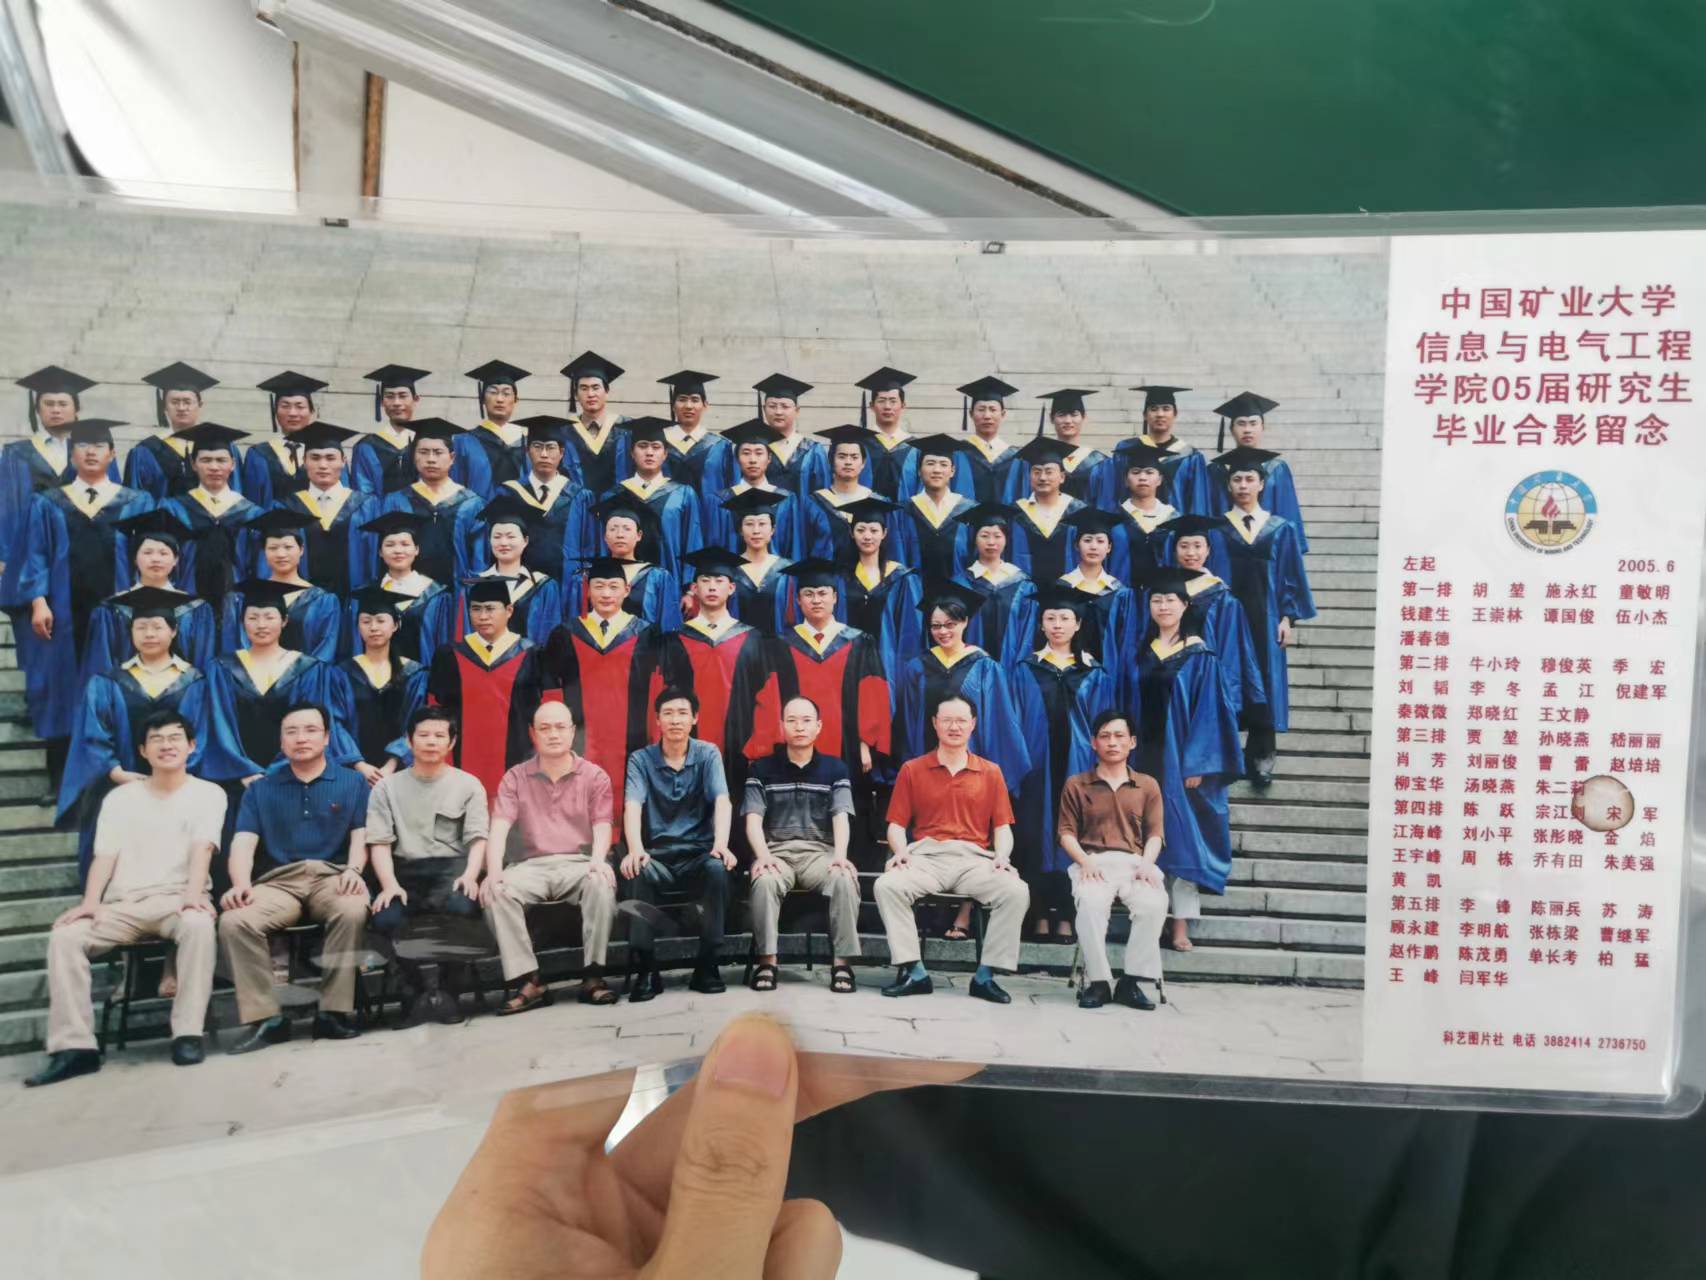 中国矿业大学
信息与电气工程
学院05届研究生
毕业合影留念
CHINA UNIVERSITY OF MINING AND TECHNOLOGY
左起 2005.6
第一排 胡 堃 施永红 童敏明
钱建生 王崇林 谭国俊 伍小杰
潘春德
第二排 牛小玲 穆俊英 季 宏
刘 韬 李 冬 孟 江 倪建军
秦微微 郑晓红 王文静
第三排 贾 堃 孙晓燕 嵇丽丽
肖 芳 刘丽俊 曹 蕾 赵培培
柳宝华 汤晓燕 朱二莉
第四排 陈 跃 宗江 宋 军
江海峰 刘小平 张彤晓 金 焰
王宇峰 周 栋 乔有田 朱美强
黄 凯
第五排 李 锋 陈丽兵 苏 涛
顾永建 李明航 张栋梁 曹继军
赵作鹏 陈茂勇 单长考 柏 猛
王 峰 闫军华
科艺图片社 电话 3882414 2736750